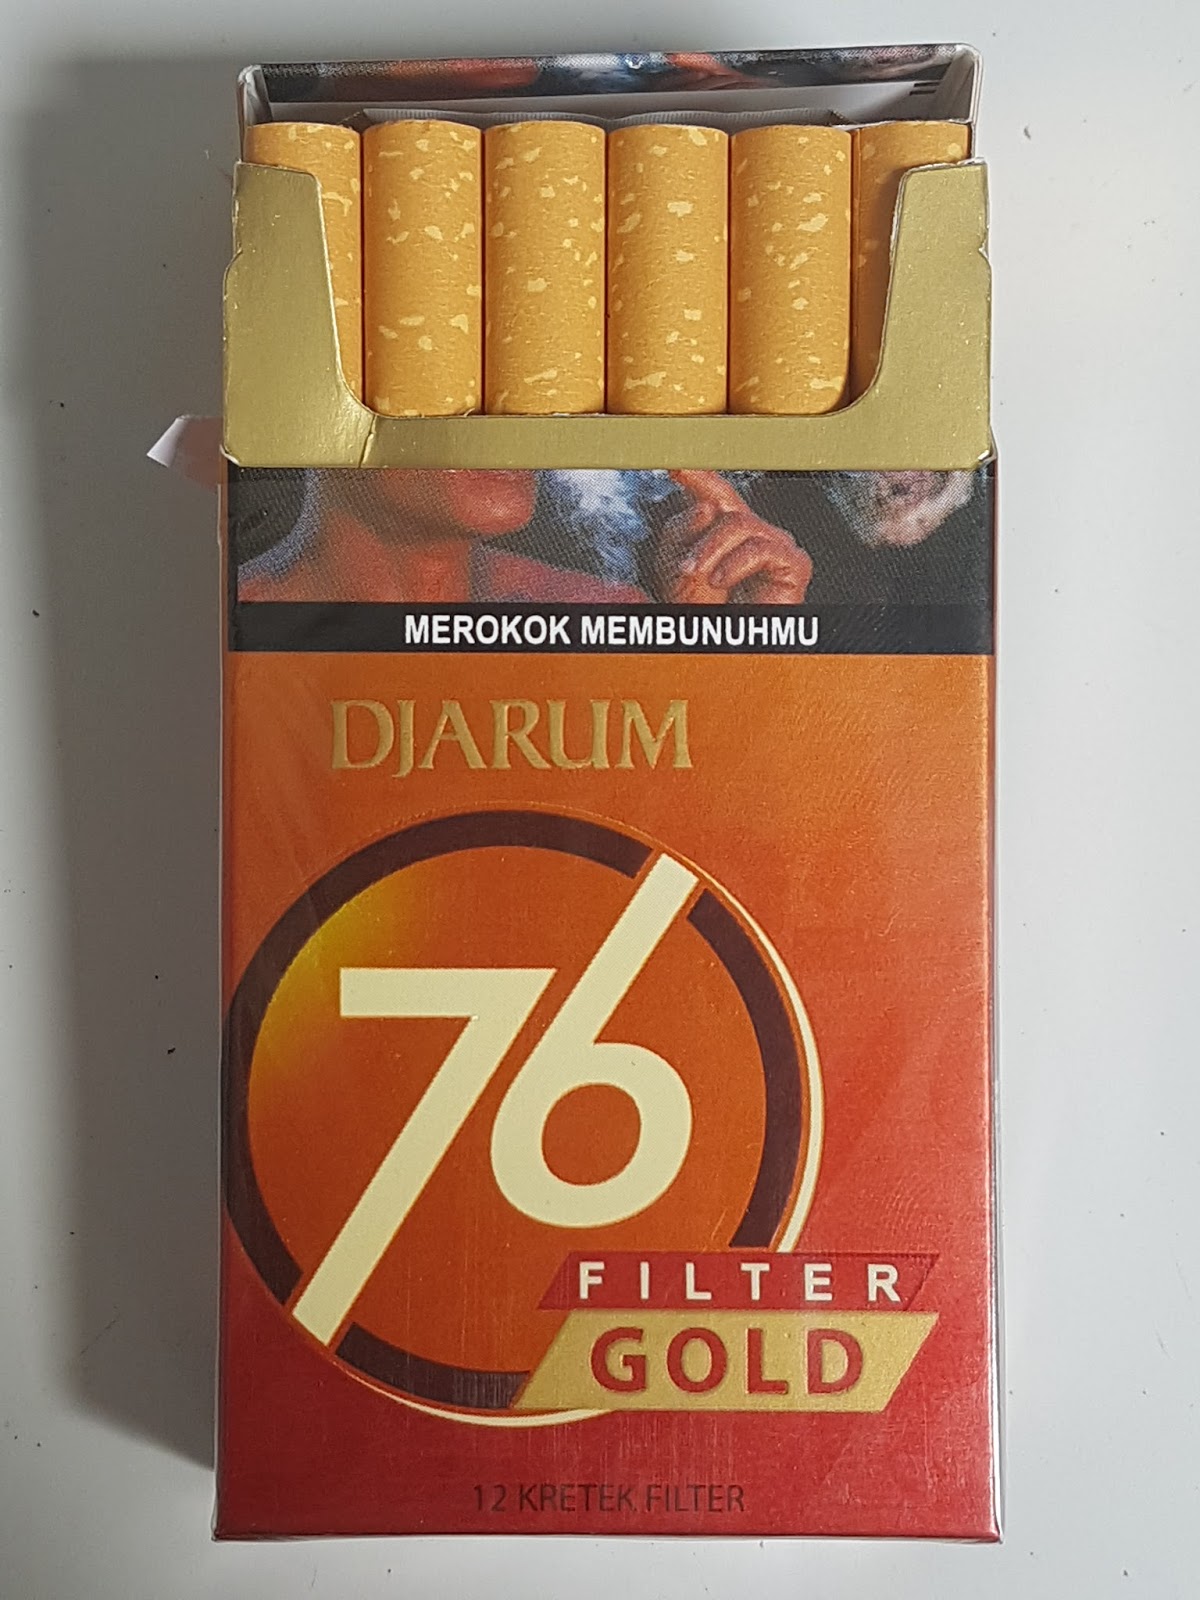 MEROKOK MEMBUNUHMU
DJARUM
76
FILTER
GOLD
12 KRETEK FILTER